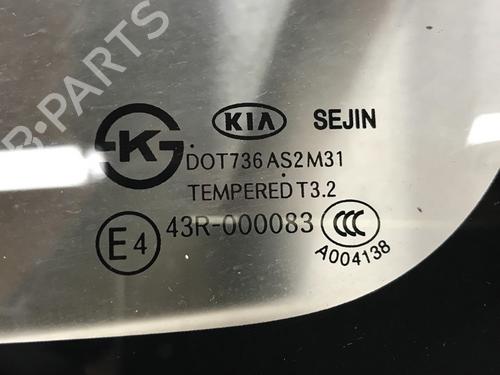 B-PARTS
K
KIA SEJIN
DOT736 AS2 M31
TEMPERED T3.2
E4 43R-000083 CCC
A004138